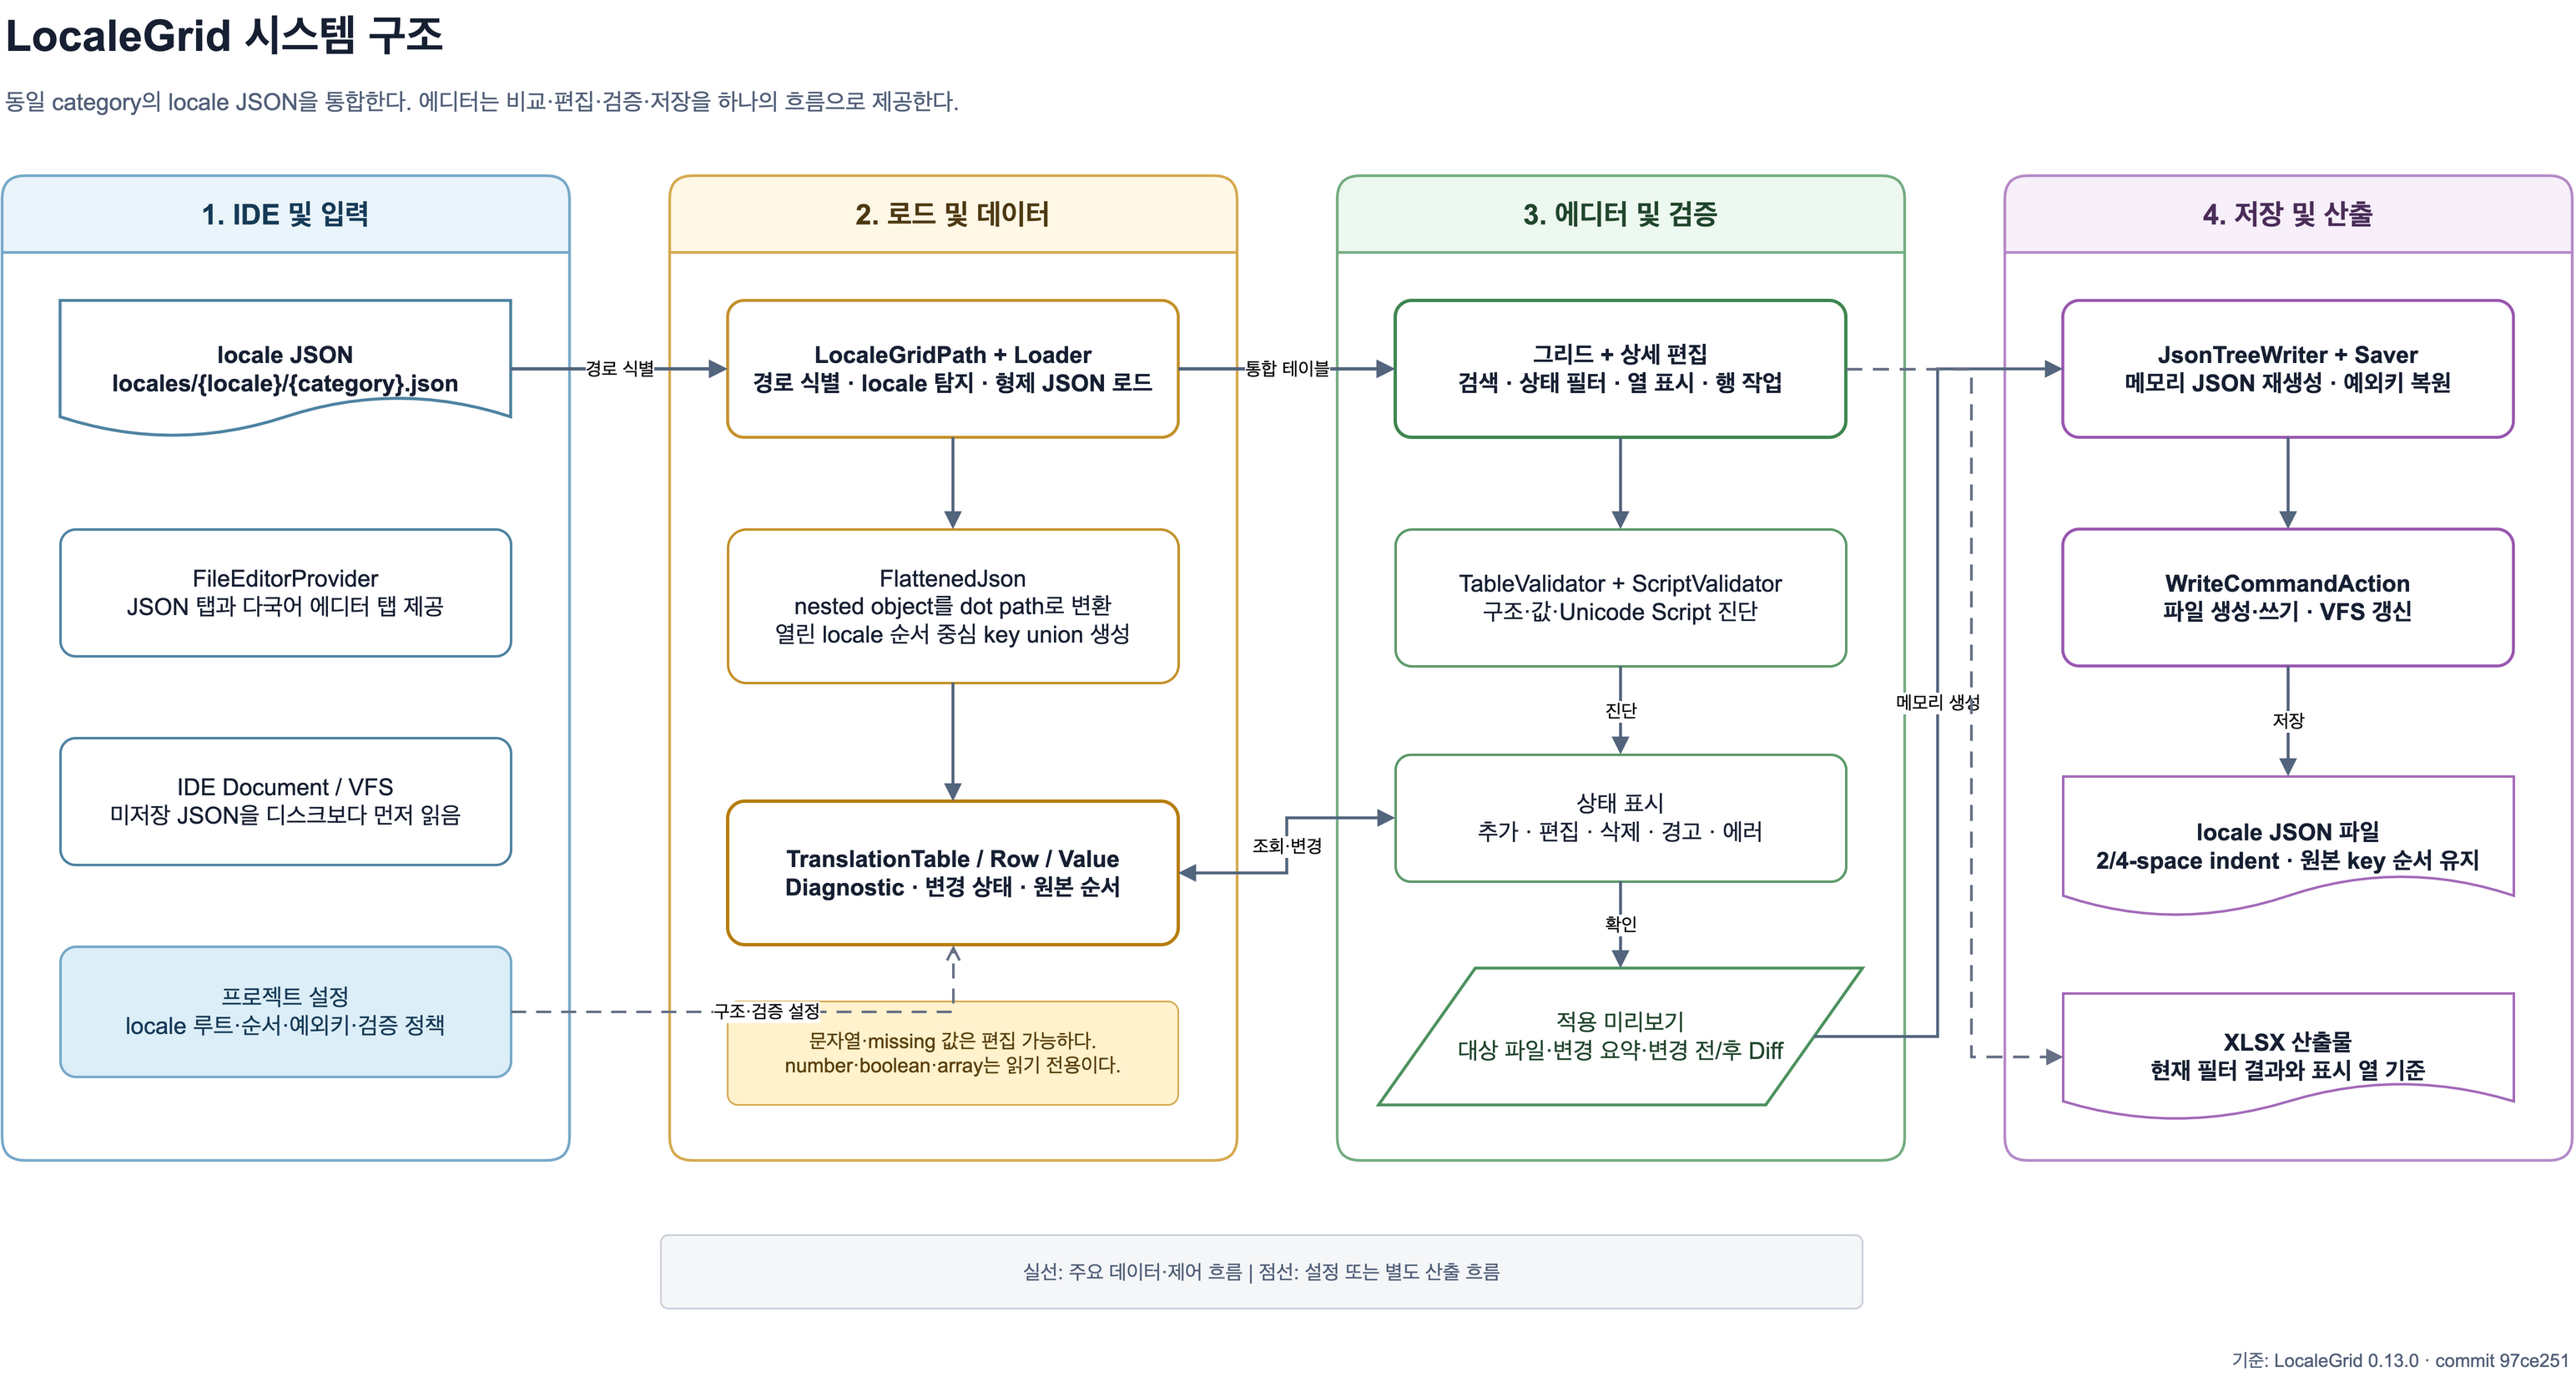 LocaleGrid 시스템 구조
동일 category의 locale JSON을 통합한다. 에디터는 비교·편집·검증·저장을 하나의 흐름으로 제공한다.
1. IDE 및 입력
locale JSON
locales/{locale}/{category}.json
FileEditorProvider
JSON 탭과 다국어 에디터 탭 제공
IDE Document / VFS
미저장 JSON을 디스크보다 먼저 읽음
프로젝트 설정
locale 루트·순서·예외키·검증 정책
경로 식별
구조·검증 설정
2. 로드 및 데이터
LocaleGridPath + Loader
경로 식별 · locale 탐지 · 형제 JSON 로드
FlattenedJson
nested object를 dot path로 변환
열린 locale 순서 중심 key union 생성
TranslationTable / Row / Value
Diagnostic · 변경 상태 · 원본 순서
문자열·missing 값은 편집 가능하다.
number·boolean·array는 읽기 전용이다.
통합 테이블
조회·변경
3. 에디터 및 검증
그리드 + 상세 편집
검색 · 상태 필터 · 열 표시 · 행 작업
TableValidator + ScriptValidator
구조·값·Unicode Script 진단
진단
상태 표시
추가 · 편집 · 삭제 · 경고 · 에러
확인
적용 미리보기
대상 파일·변경 요약·변경 전/후 Diff
메모리 생성
4. 저장 및 산출
JsonTreeWriter + Saver
메모리 JSON 재생성 · 예외키 복원
WriteCommandAction
파일 생성·쓰기 · VFS 갱신
저장
locale JSON 파일
2/4-space indent · 원본 key 순서 유지
XLSX 산출물
현재 필터 결과와 표시 열 기준
실선: 주요 데이터·제어 흐름 | 점선: 설정 또는 별도 산출 흐름
기준: LocaleGrid 0.13.0 · commit 97ce251